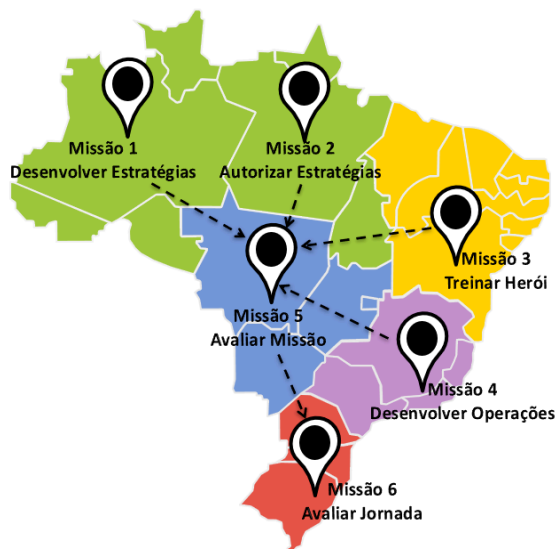 Missão 1
Desenvolver Estratégias
Missão 2
Autorizar Estratégias
Missão 3
Treinar Herói
Missão 5
Avaliar Missão
Missão 4
Desenvolver Operações
Missão 6
Avaliar Jornada